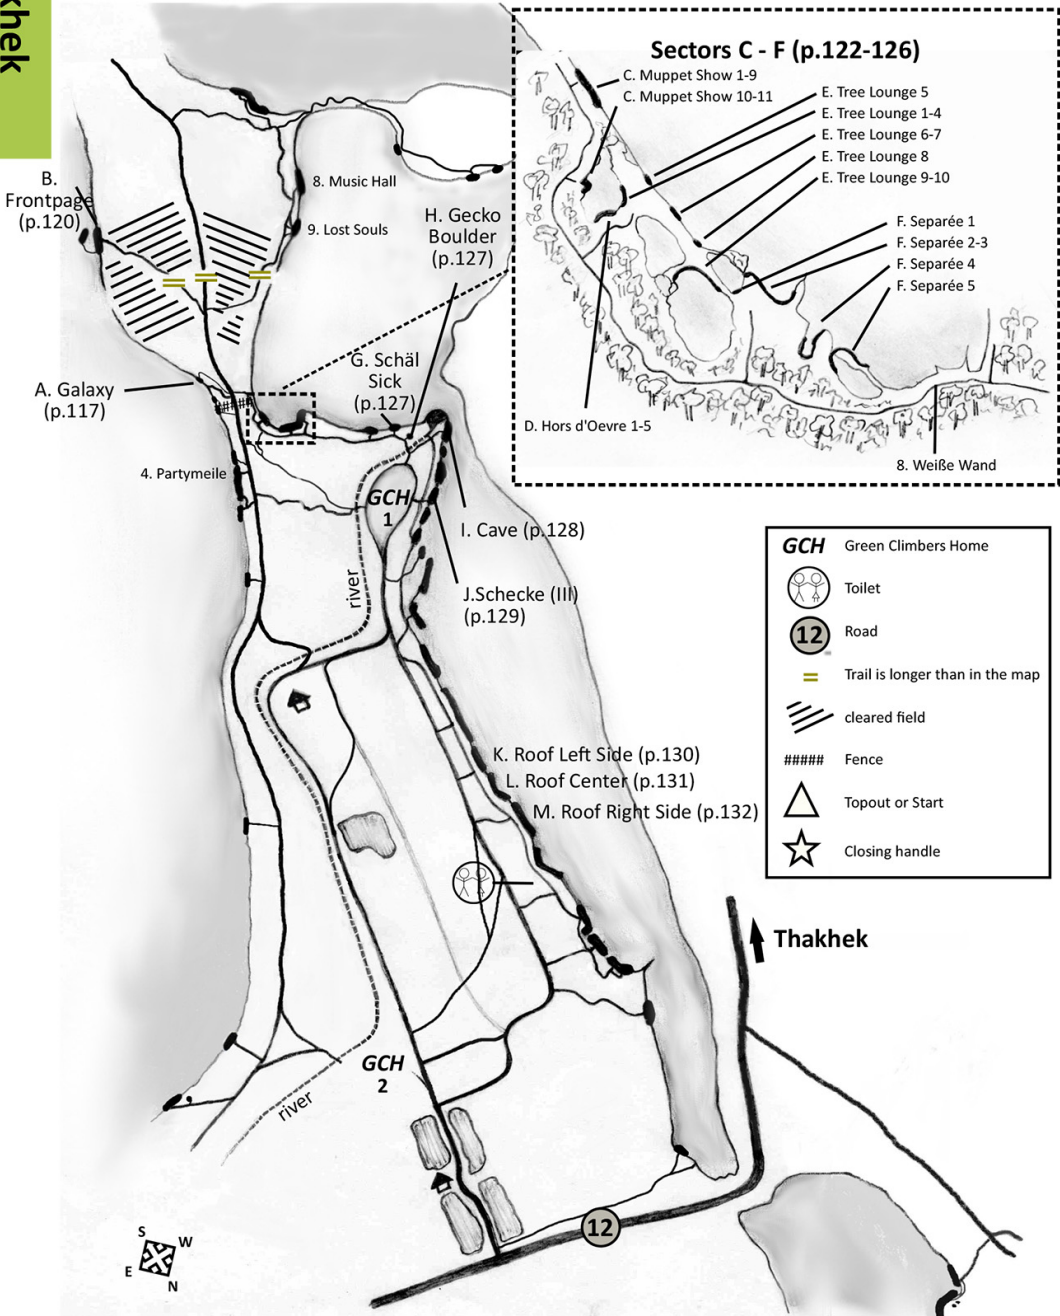 hek
Sectors C - F (p.122-126)
C. Muppet Show 1-9
C. Muppet Show 10-11
E. Tree Lounge 5
E. Tree Lounge 1-4
E. Tree Lounge 6-7
E. Tree Lounge 8
E. Tree Lounge 9-10
F. Separée 1
F. Separée 2-3
F. Separée 4
F. Separée 5
D. Hors d'Oevre 1-5
8. Weiße Wand
B.
Frontpage
(p.120)
8. Music Hall
9. Lost Souls
H. Gecko
Boulder
(p.127)
G. Schäl
Sick
(p.127)
A. Galaxy
(p.117)
4. Partymeile
GCH
1
I. Cave (p.128)
river
J.Schecke (III)
(p.129)
GCH Green Climbers Home
Toilet
12 Road
Trail is longer than in the map
cleared field
##### Fence
Topout or Start
Closing handle
K. Roof Left Side (p.130)
L. Roof Center (p.131)
M. Roof Right Side (p.132)
Thakhek
GCH
2
river
12
S
W
E
N